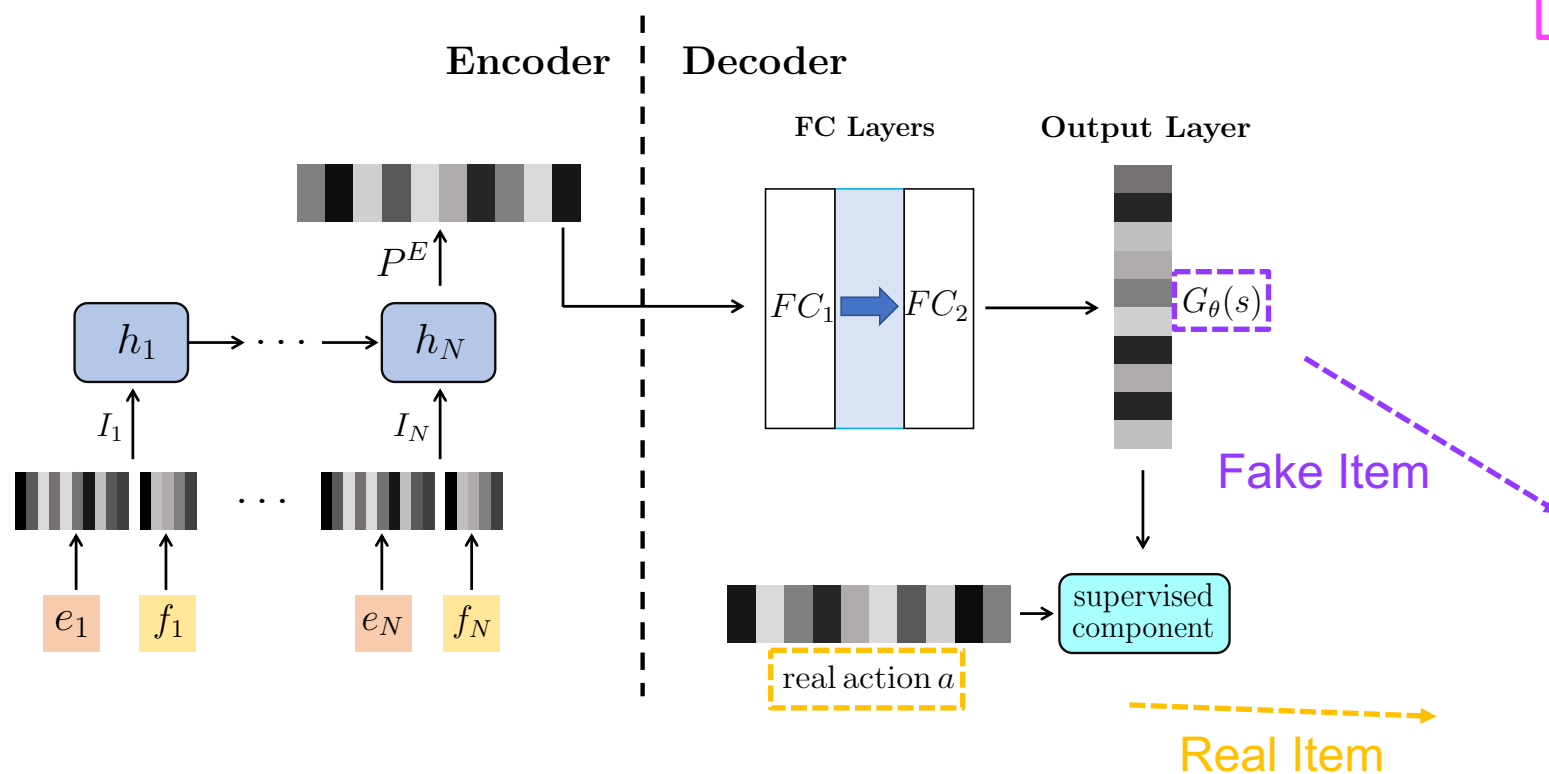 Encoder
Decoder
FC Layers
Output Layer
P^E
h_1
· · ·
h_N
FC_1
FC_2
G_θ(s)
I_1
I_N
Fake Item
· · ·
e_1
f_1
e_N
f_N
supervised
component
real action a
Real Item